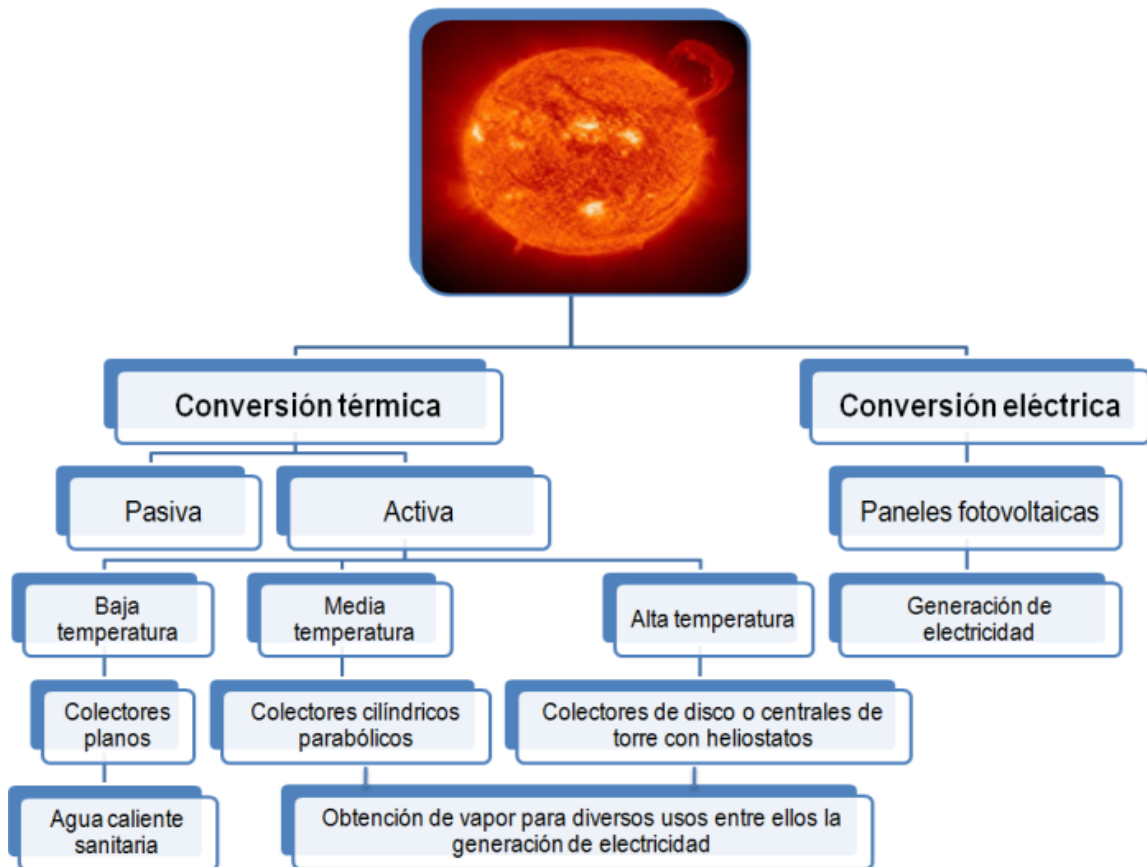 Conversión térmica
Conversión eléctrica
Pasiva
Activa
Paneles fotovoltaicas
Baja
temperatura
Media
temperatura
Alta temperatura
Generación de
electricidad
Colectores
planos
Colectores cilíndricos
parabólicos
Colectores de disco o centrales de
torre con heliostatos
Agua caliente
sanitaria
Obtención de vapor para diversos usos entre ellos la
generación de electricidad